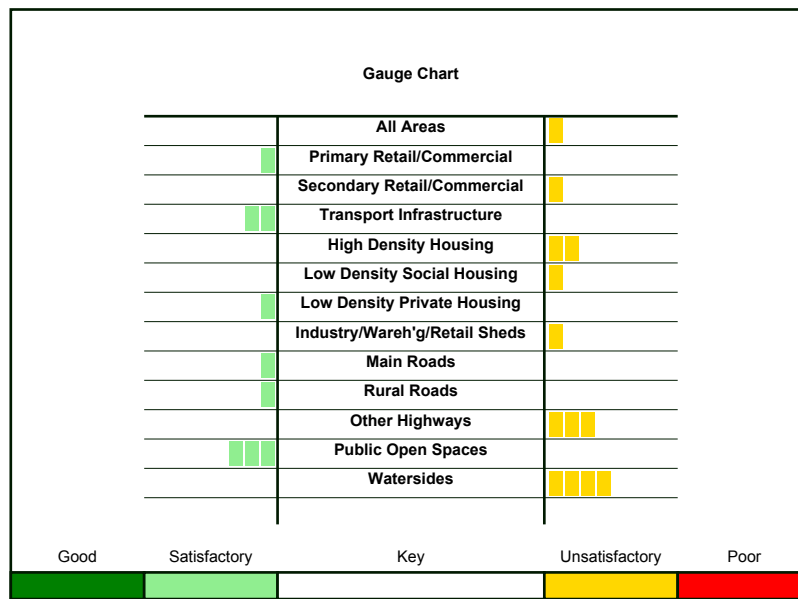 Gauge Chart
All Areas
Primary Retail/Commercial
Secondary Retail/Commercial
Transport Infrastructure
High Density Housing
Low Density Social Housing
Low Density Private Housing
Industry/Wareh'g/Retail Sheds
Main Roads
Rural Roads
Other Highways
Public Open Spaces
Watersides
Good Satisfactory Key Unsatisfactory Poor